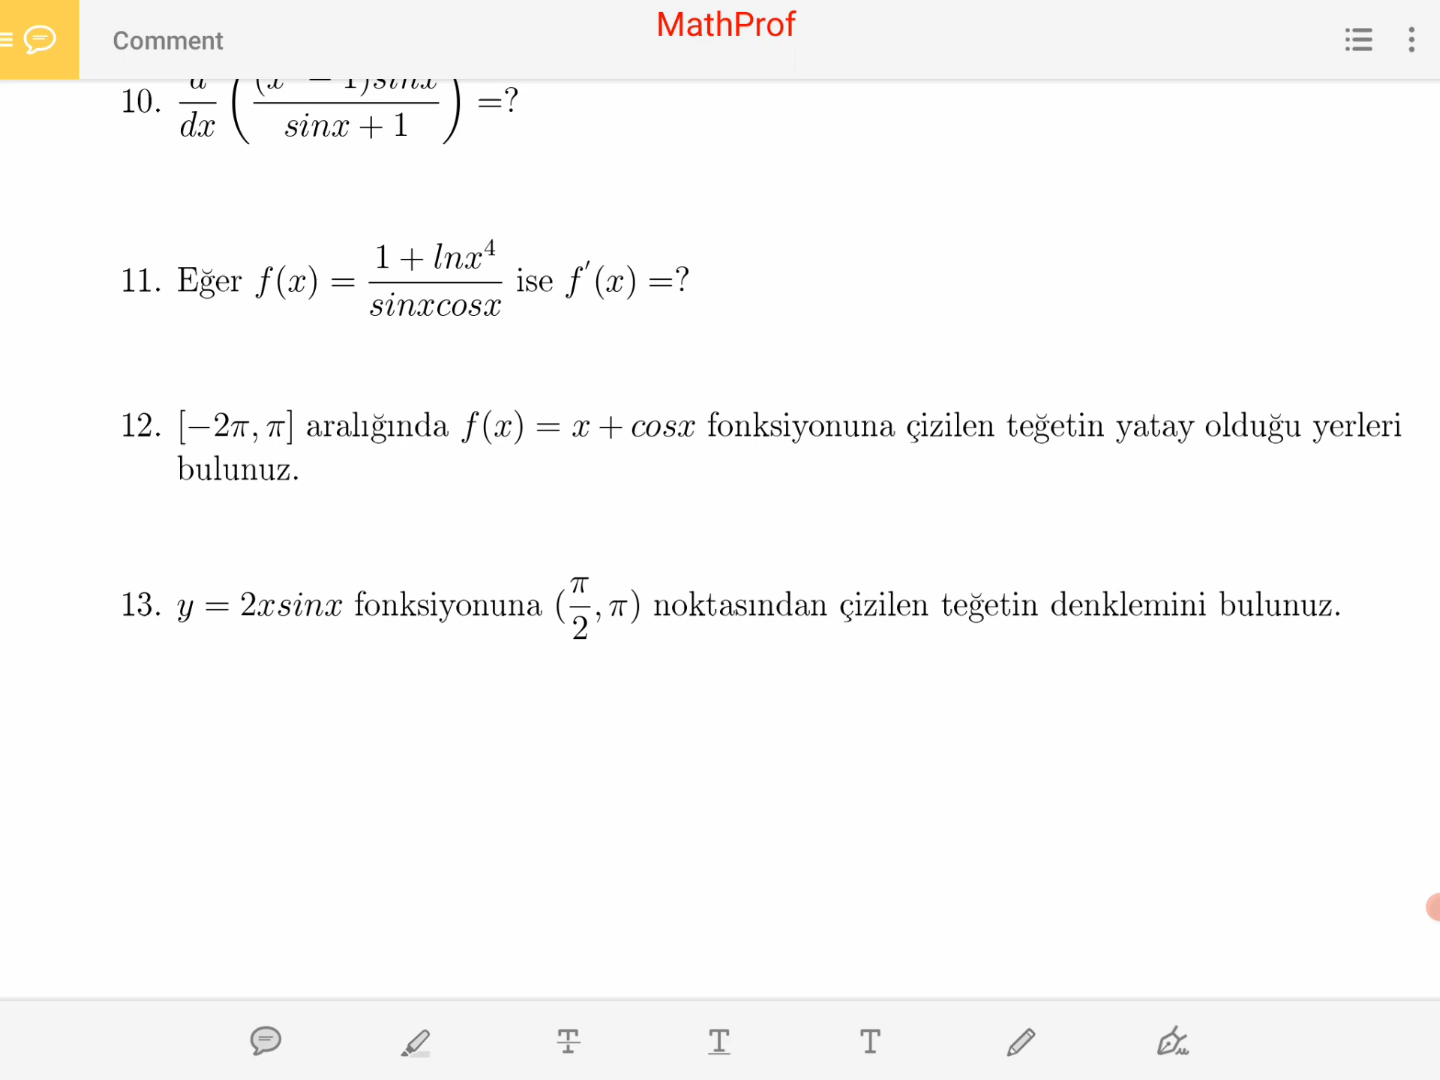 MathProf
Comment
10. d/dx ( (x − 1)sinx / sinx + 1 ) =?
11. Eğer f(x) = 1 + lnx⁴ / sinxcosx ise f′(x) =?
12. [−2π, π] aralığında f(x) = x + cosx fonksiyonuna çizilen teğetin yatay olduğu yerleri
bulunuz.
13. y = 2xsinx fonksiyonuna (π/2, π) noktasından çizilen teğetin denklemini bulunuz.